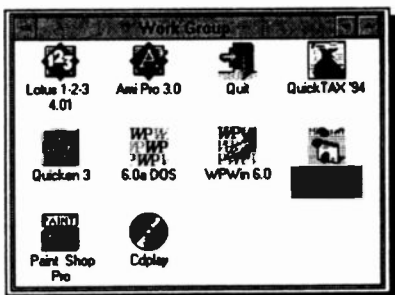 Work Group
Lotus 1-2-3
4.01
Ami Pro 3.0
Quit
QuickTAX '94
Quicken 3
6.0a DOS
WPWin 6.0
Paint Shop
Pro
Cdplay